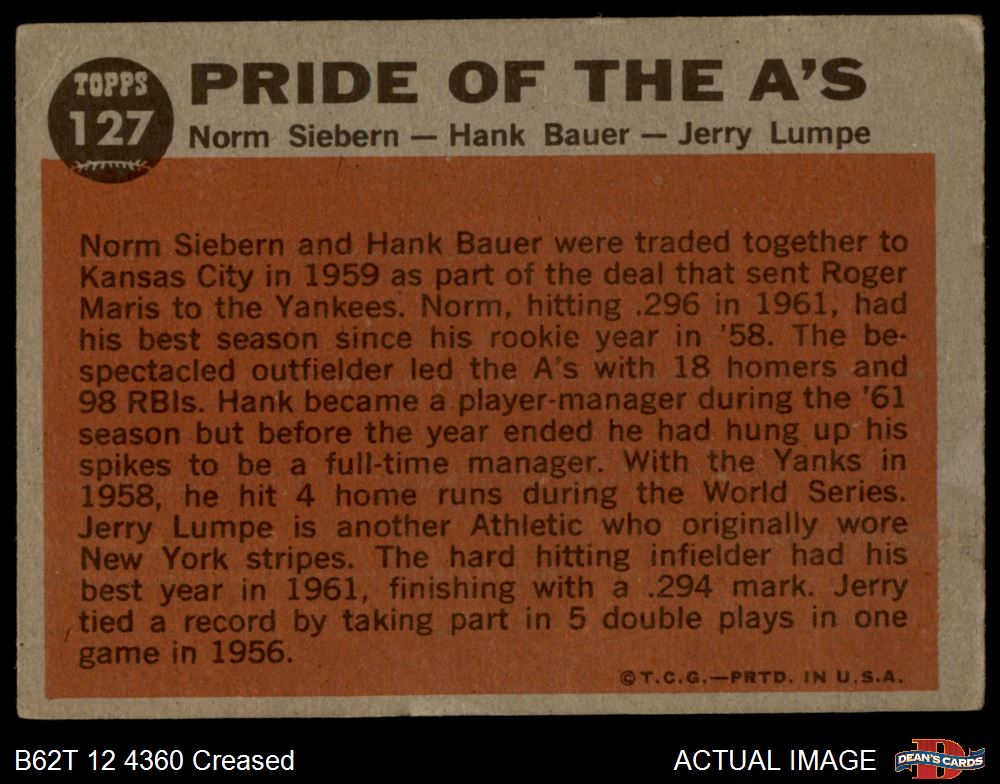 TOPPS
127
PRIDE OF THE A'S
Norm Siebern — Hank Bauer — Jerry Lumpe
Norm Siebern and Hank Bauer were traded together to
Kansas City in 1959 as part of the deal that sent Roger
Maris to the Yankees. Norm, hitting .296 in 1961, had
his best season since his rookie year in '58. The be-
spectacled outfielder led the A's with 18 homers and
98 RBIs. Hank became a player-manager during the '61
season but before the year ended he had hung up his
spikes to be a full-time manager. With the Yanks in
1958, he hit 4 home runs during the World Series.
Jerry Lumpe is another Athletic who originally wore
New York stripes. The hard hitting infielder had his
best year in 1961, finishing with a .294 mark. Jerry
tied a record by taking part in 5 double plays in one
game in 1956.
©T.C.G.—PRTD. IN U.S.A.
B62T 12 4360 Creased
ACTUAL IMAGE
D
DEAN'S CARDS